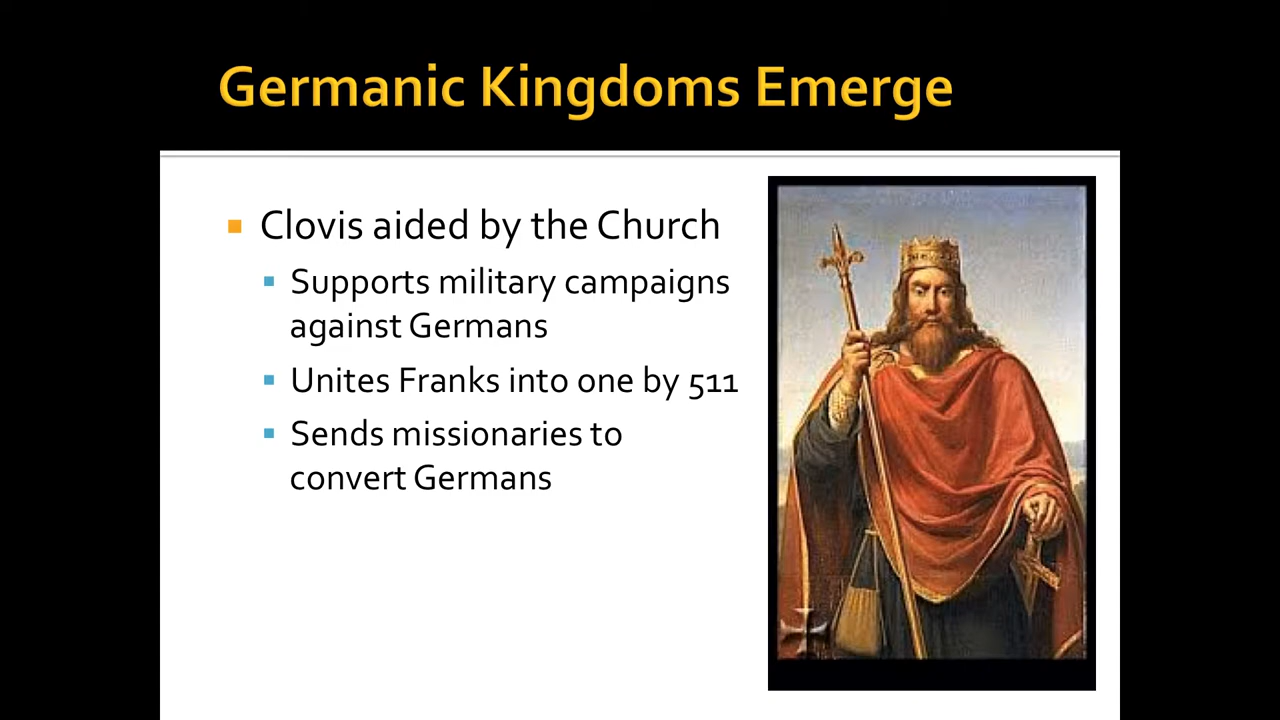 Germanic Kingdoms Emerge
Clovis aided by the Church
Supports military campaigns
against Germans
Unites Franks into one by 511
Sends missionaries to
convert Germans